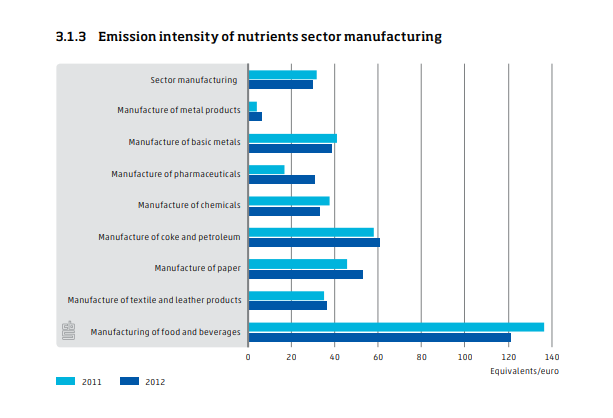 3.1.3 Emission intensity of nutrients sector manufacturing
Sector manufacturing
Manufacture of metal products
Manufacture of basic metals
Manufacture of pharmaceuticals
Manufacture of chemicals
Manufacture of coke and petroleum
Manufacture of paper
Manufacture of textile and leather products
Manufacturing of food and beverages
0 20 40 60 80 100 120 140
Equivalents/euro
2011 2012